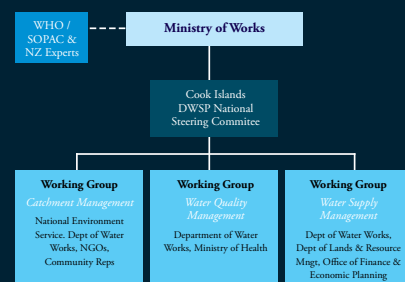 WHO /
SOPAC &
NZ Experts
Ministry of Works
Cook Islands
DWSP National
Steering Commitee
Working Group
Catchment Management
National Environment
Service. Dept of Water
Works, NGOs,
Community Reps
Working Group
Water Quality
Management
Department of Water
Works, Ministry of Health
Working Group
Water Supply
Management
Dept of Water Works,
Dept of Lands & Resource
Mngt, Office of Finance &
Economic Planning